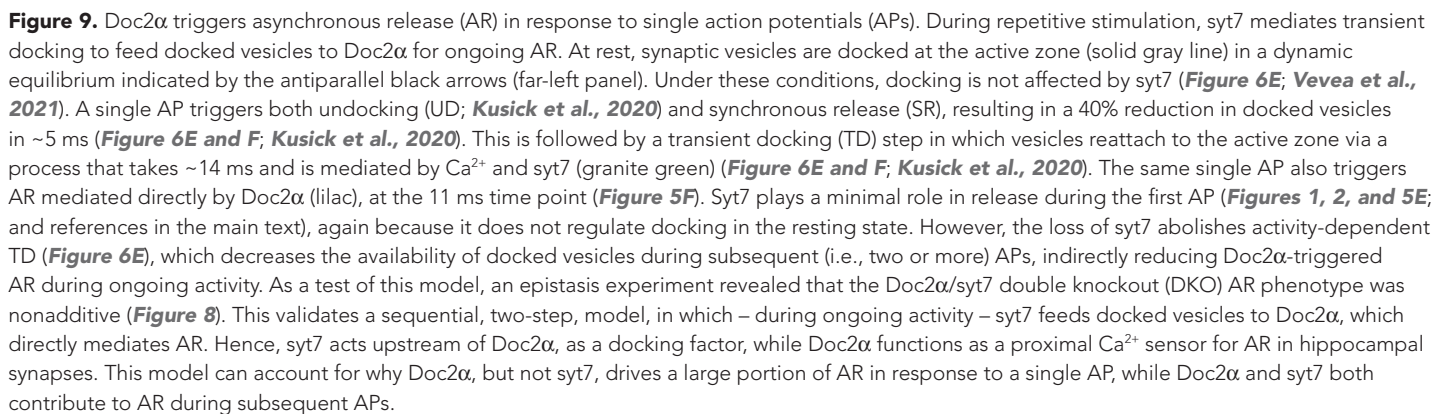 Figure 9. Doc2α triggers asynchronous release (AR) in response to single action potentials (APs). During repetitive stimulation, syt7 mediates transient
docking to feed docked vesicles to Doc2α for ongoing AR. At rest, synaptic vesicles are docked at the active zone (solid gray line) in a dynamic
equilibrium indicated by the antiparallel black arrows (far-left panel). Under these conditions, docking is not affected by syt7 (Figure 6E; Vevea et al.,
2021). A single AP triggers both undocking (UD; Kusick et al., 2020) and synchronous release (SR), resulting in a 40% reduction in docked vesicles
in ~5 ms (Figure 6E and F; Kusick et al., 2020). This is followed by a transient docking (TD) step in which vesicles reattach to the active zone via a
process that takes ~14 ms and is mediated by Ca²⁺ and syt7 (granite green) (Figure 6E and F; Kusick et al., 2020). The same single AP also triggers
AR mediated directly by Doc2α (lilac), at the 11 ms time point (Figure 5F). Syt7 plays a minimal role in release during the first AP (Figures 1, 2, and 5E;
and references in the main text), again because it does not regulate docking in the resting state. However, the loss of syt7 abolishes activity-dependent
TD (Figure 6E), which decreases the availability of docked vesicles during subsequent (i.e., two or more) APs, indirectly reducing Doc2α-triggered
AR during ongoing activity. As a test of this model, an epistasis experiment revealed that the Doc2α/syt7 double knockout (DKO) AR phenotype was
nonadditive (Figure 8). This validates a sequential, two-step, model, in which – during ongoing activity – syt7 feeds docked vesicles to Doc2α, which
directly mediates AR. Hence, syt7 acts upstream of Doc2α, as a docking factor, while Doc2α functions as a proximal Ca²⁺ sensor for AR in hippocampal
synapses. This model can account for why Doc2α, but not syt7, drives a large portion of AR in response to a single AP, while Doc2α and syt7 both
contribute to AR during subsequent APs.